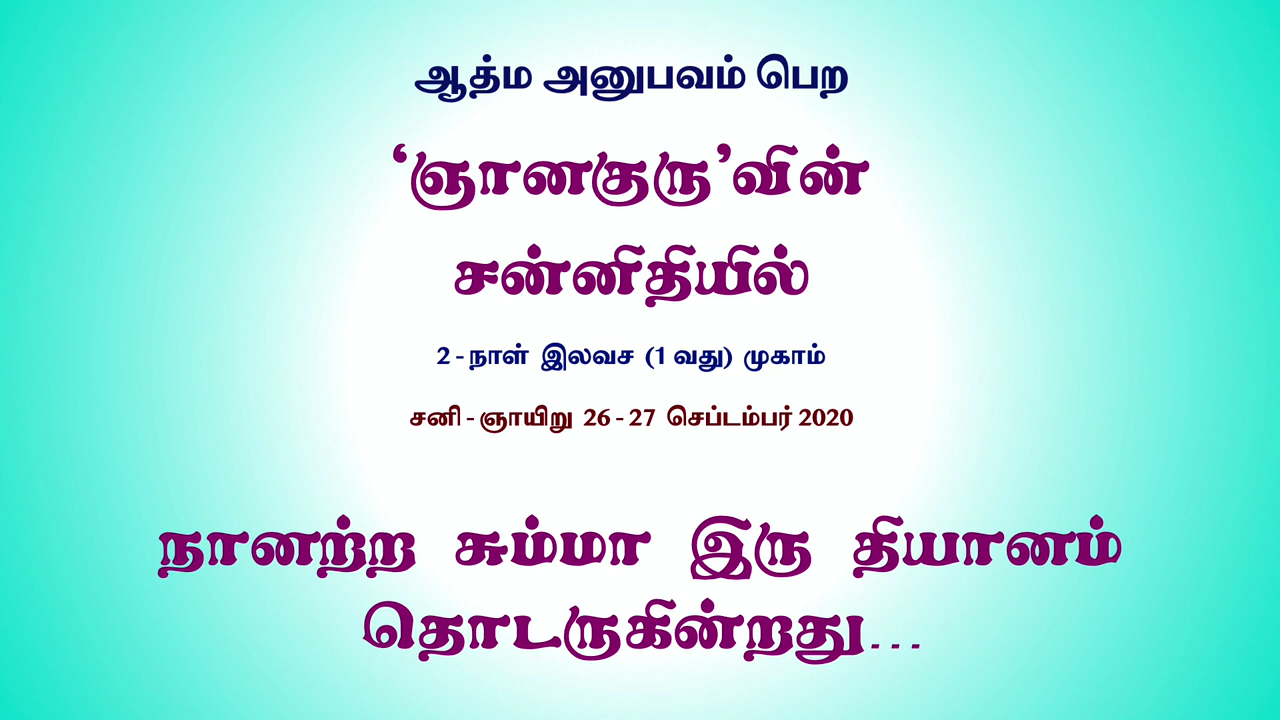 ஆத்ம அனுபவம் பெற
‘ஞானகுரு’வின்
சன்னிதியில்
2 - நாள் இலவச (1 வது) முகாம்
சனி - ஞாயிறு 26 - 27 செப்டம்பர் 2020
நானற்ற சும்மா இரு தியானம்
தொடருகின்றது...